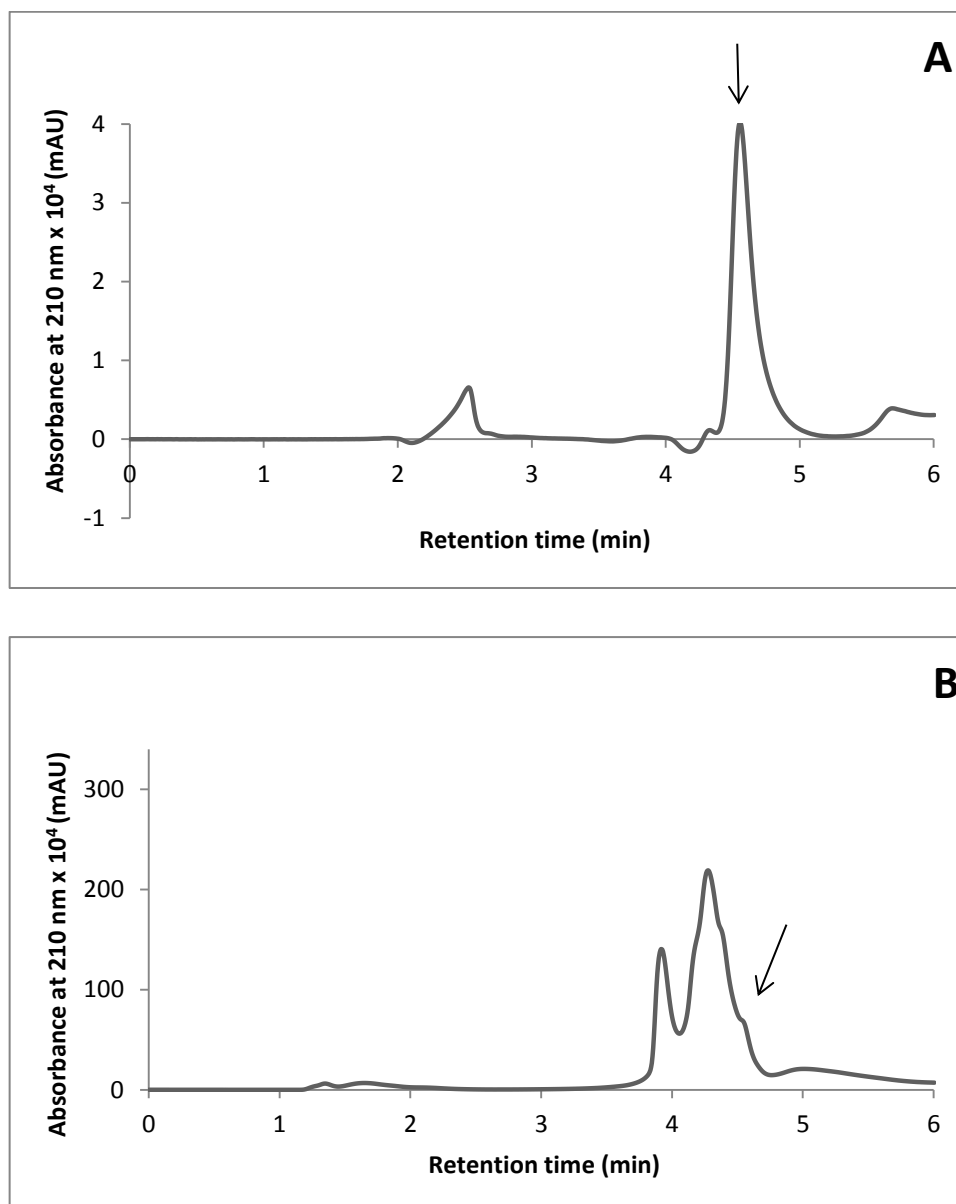 A
Absorbance at 210 nm x 10⁴ (mAU)
4
3
2
1
0
-1
0 1 2 3 4 5 6
Retention time (min)
B
Absorbance at 210 nm x 10⁴ (mAU)
300
200
100
0
0 1 2 3 4 5 6
Retention time (min)